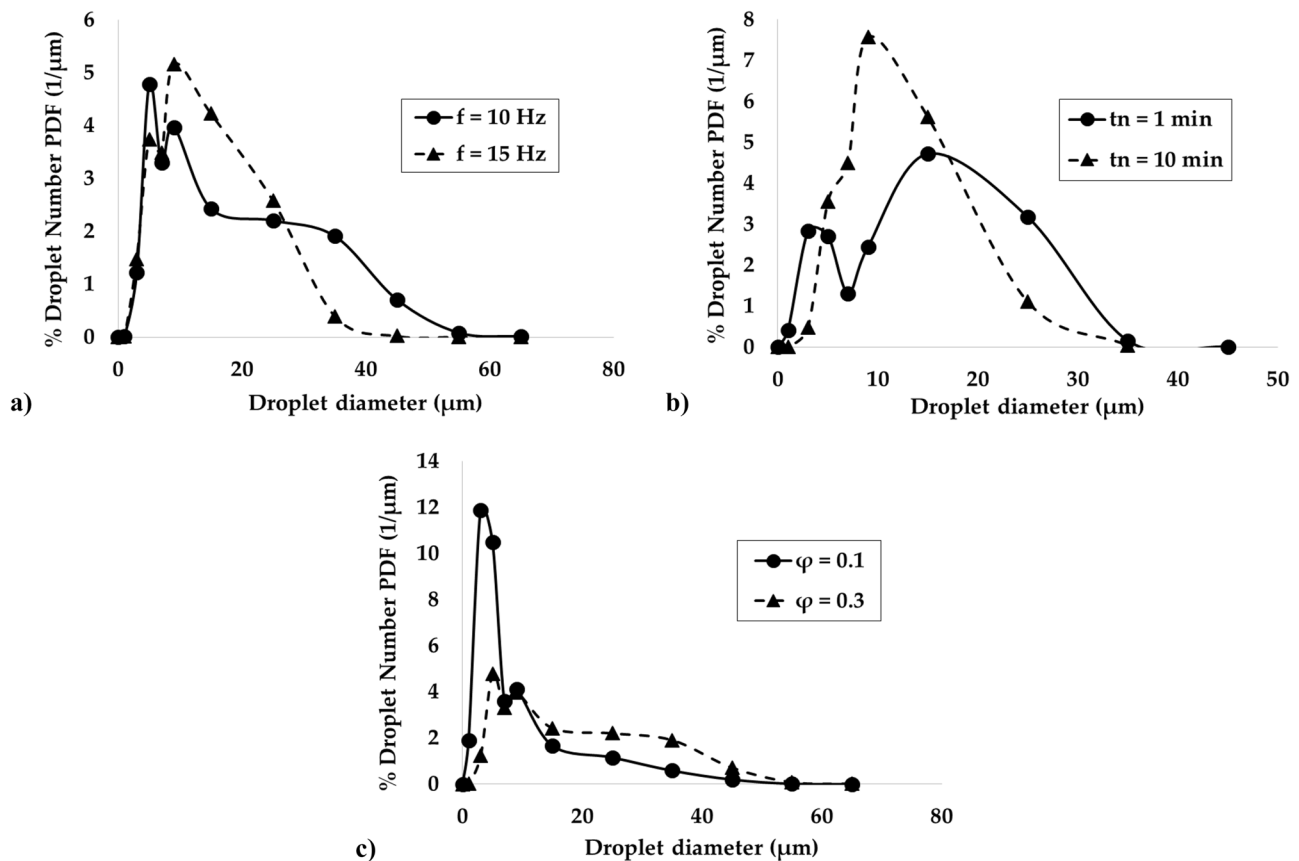 % Droplet Number PDF (1/μm)
6
5
4
3
2
1
0
0 20 40 60 80
Droplet diameter (μm)
f = 10 Hz
f = 15 Hz
a)
% Droplet Number PDF (1/μm)
8
7
6
5
4
3
2
1
0
0 10 20 30 40 50
Droplet diameter (μm)
tn = 1 min
tn = 10 min
b)
% Droplet Number PDF (1/μm)
14
12
10
8
6
4
2
0
0 20 40 60 80
Droplet diameter (μm)
φ = 0.1
φ = 0.3
c)